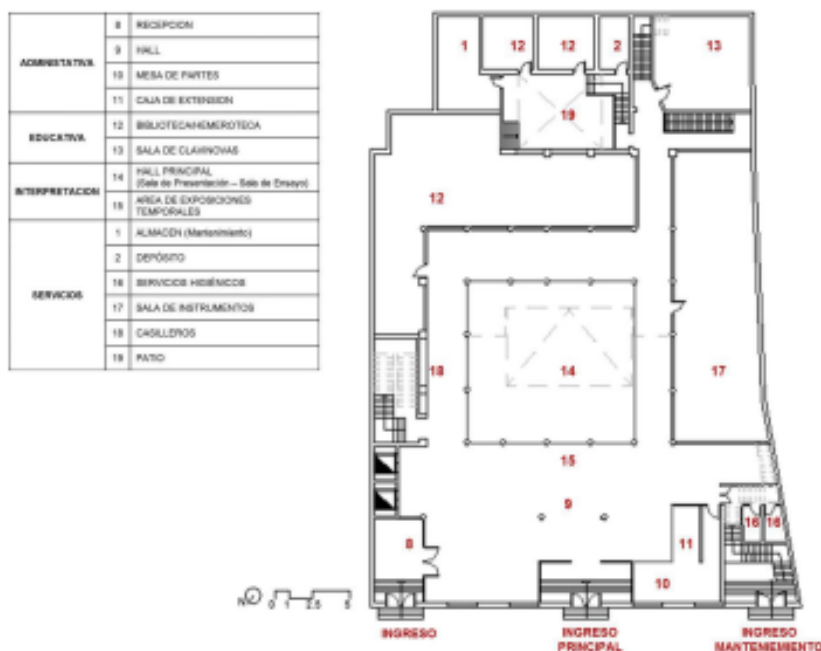 ADMINISTATIVA
8 RECEPCION
9 HALL
10 MESA DE PARTES
11 CAJA DE EXTENSION
EDUCATIVA
12 BIBLIOTECA/HEMEROTECA
13 SALA DE CLAVINOVAS
INTERPRETACION
14 HALL PRINCIPAL
(Sala de Presentación – Sala de Ensayo)
15 AREA DE EXPOSICIONES
TEMPORALES
SERVICIOS
1 ALMACEN (Mantenimiento)
2 DEPÓSITO
16 SERVICIOS HIGIÉNICOS
17 SALA DE INSTRUMENTOS
18 CASILLEROS
19 PATIO
1 12 12 2 13
19
12
18 14 17
15
9
16 16
8 11
10
N 0 1 2.5 5
INGRESO
INGRESO
PRINCIPAL
INGRESO
MANTENIEMIENTO